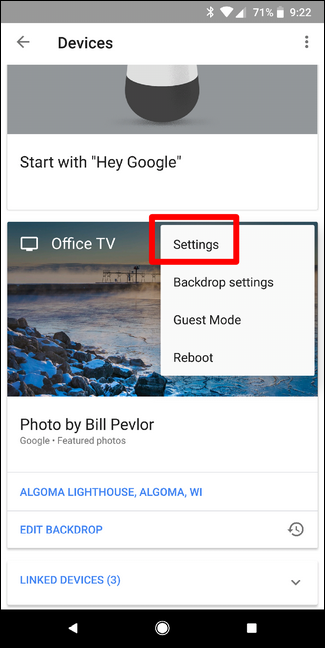 71% 9:22
Devices
Start with "Hey Google"
Office TV
Settings
Backdrop settings
Guest Mode
Reboot
Photo by Bill Pevlor
Google • Featured photos
ALGOMA LIGHTHOUSE, ALGOMA, WI
EDIT BACKDROP
LINKED DEVICES (3)